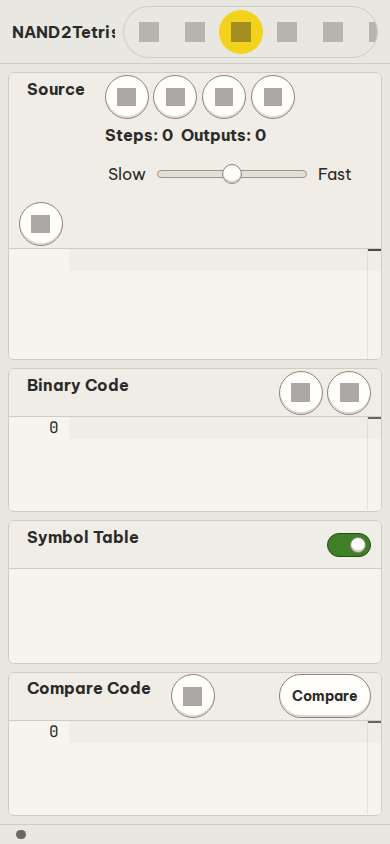 NAND2Tetris
Source
Steps: 0 Outputs: 0
Slow Fast
Binary Code
0
Symbol Table
Compare Code Compare
0